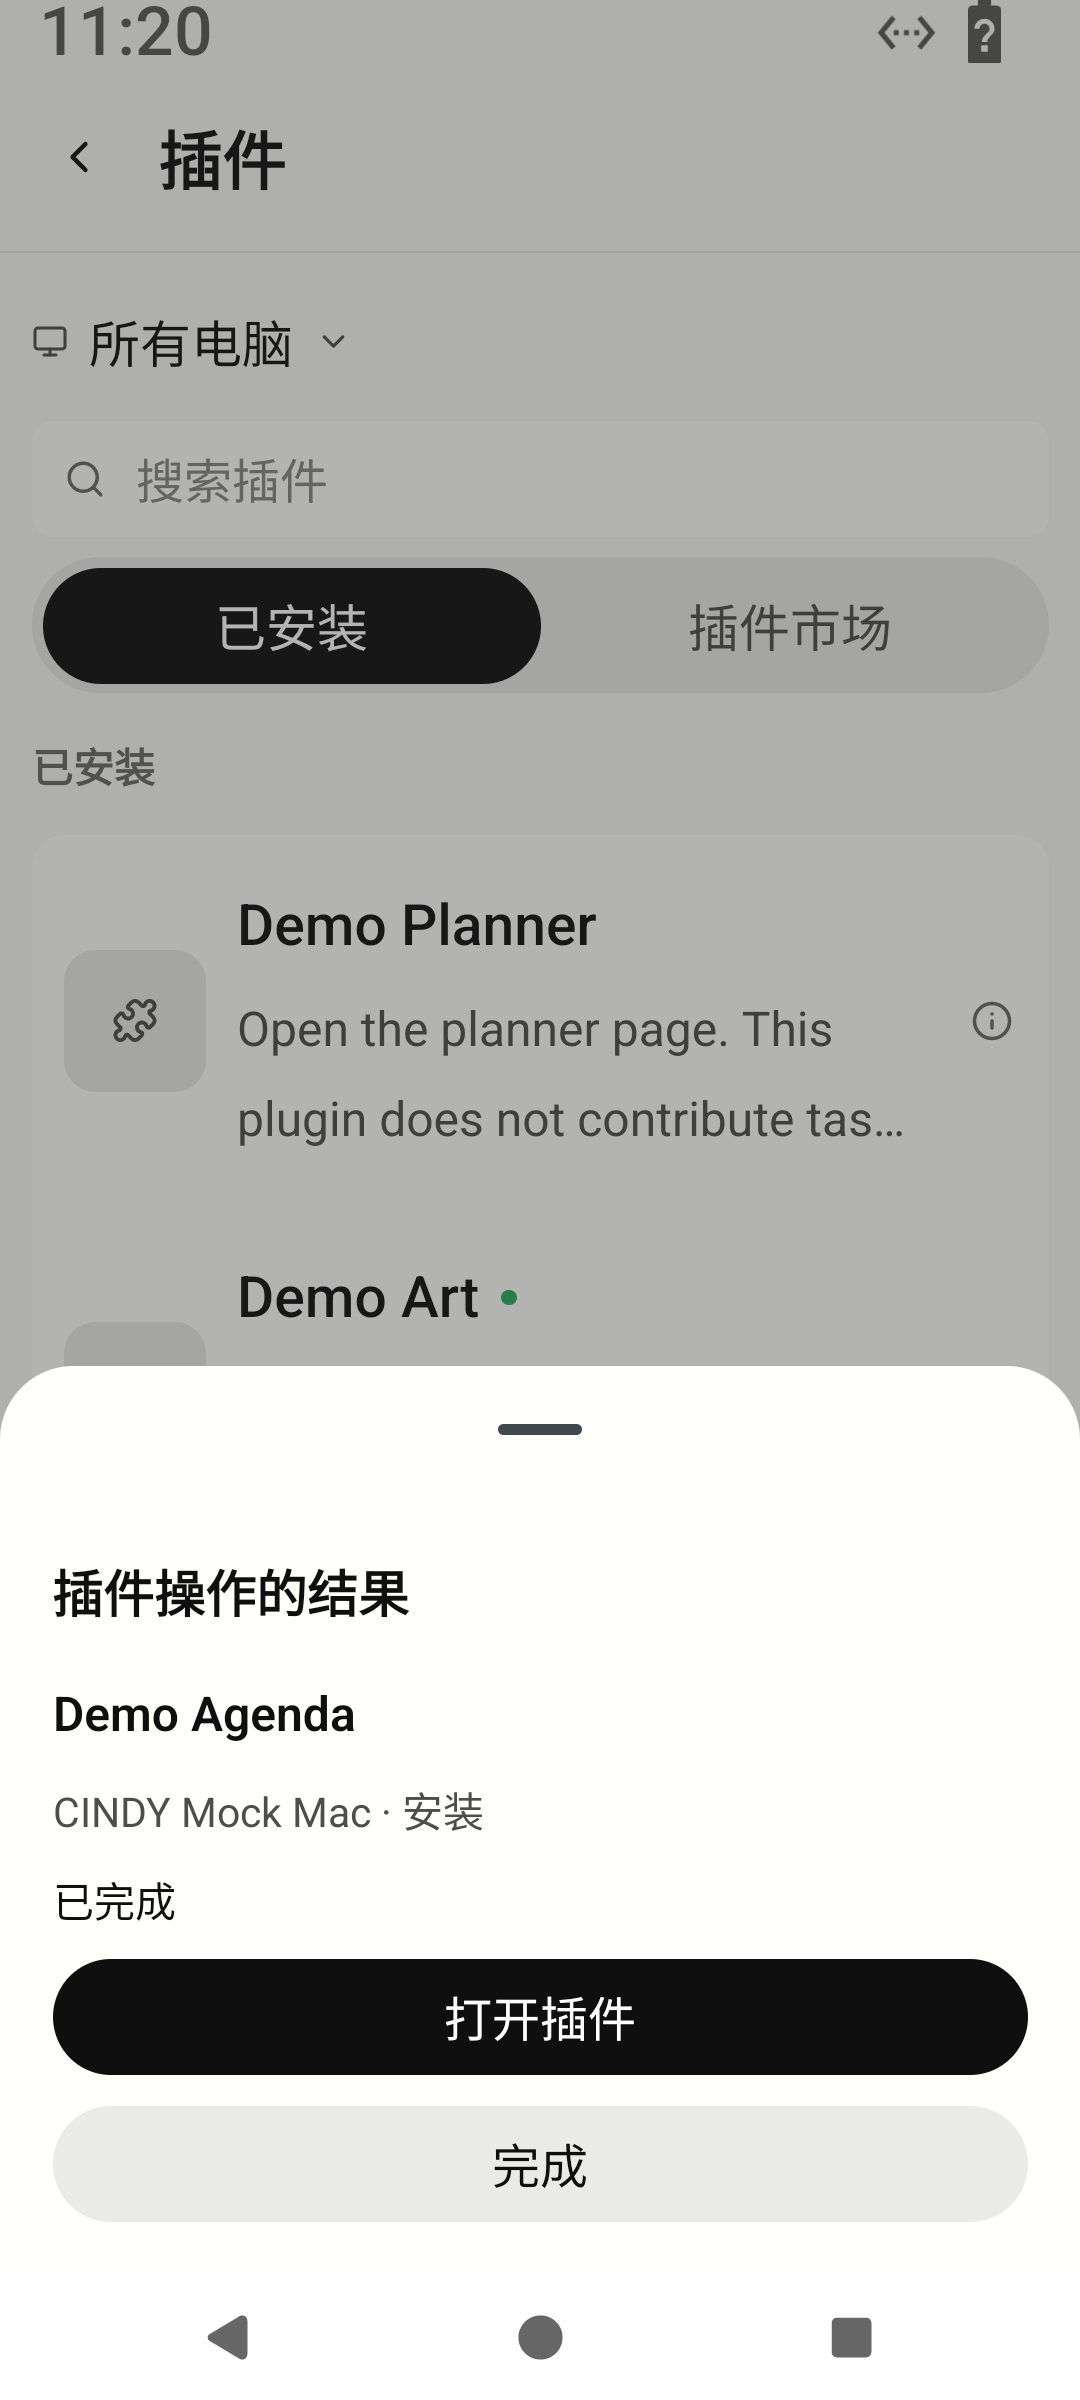 11:20
插件
所有电脑
搜索插件
已安装
插件市场
已安装
Demo Planner
Open the planner page. This
plugin does not contribute tas…
Demo Art
插件操作的结果
Demo Agenda
CINDY Mock Mac · 安装
已完成
打开插件
完成